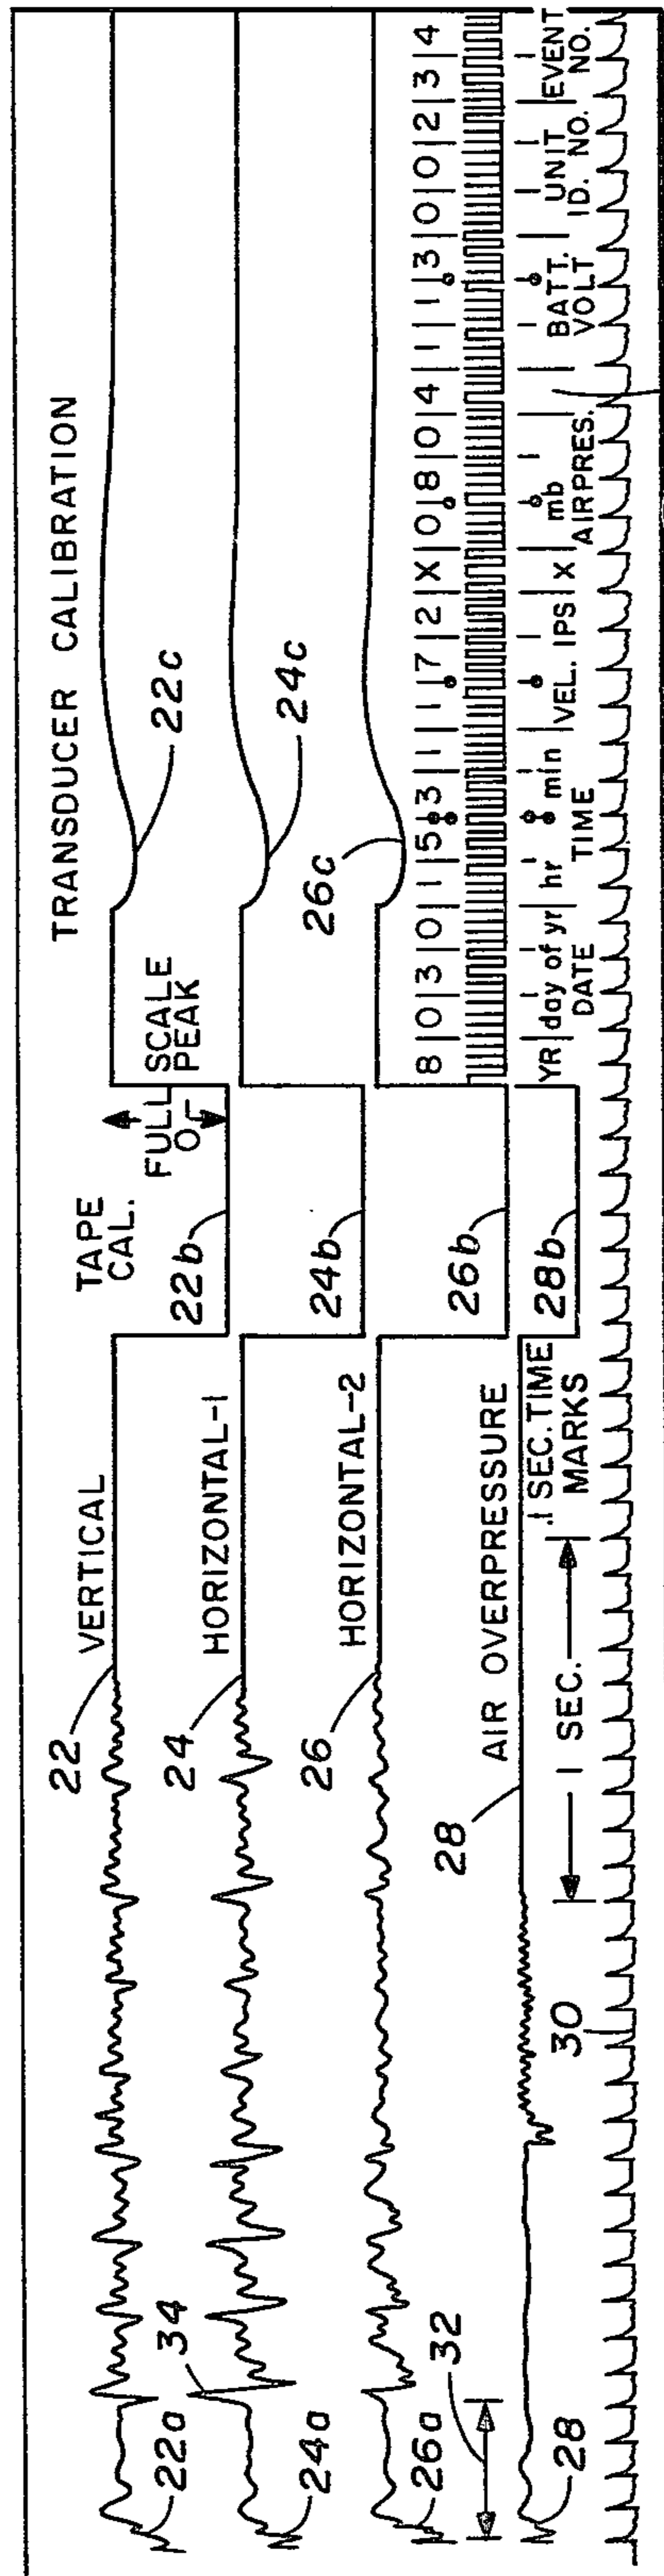 TRANSDUCER CALIBRATION
TAPE
CAL.
FULL SCALE
OR PEAK
22
VERTICAL
22a
22b
22c
34
24
HORIZONTAL-1
24a
24b
24c
26
HORIZONTAL-2
26a
26b
26c
32
28
AIR OVERPRESSURE
28
28b
8 0 3 0 1 5:3 1 1.7 2 X 0.8 0 4 1 1.3 0 0 2 3 4
YR day of yr hr : min VEL. IPS X mb BATT. UNIT EVENT
DATE TIME AIR PRES. VOLT ID. NO. NO.
30
1 SEC.
.1 SEC. TIME
MARKS